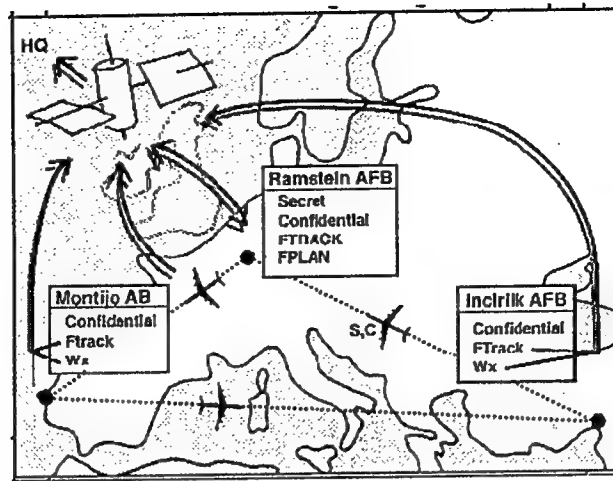 HQ
Ramstein AFB
Secret
Confidential
FTRACK
FPLAN
Montijo AB
Confidential
Ftrack
Wx
S,C
Incirlik AFB
Confidential
FTrack
Wx